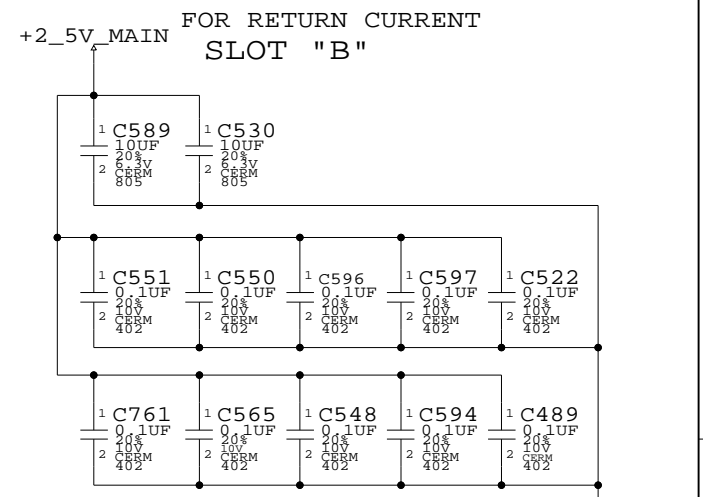 FOR RETURN CURRENT
+2_5V_MAIN
SLOT "B"
1 C589
10UF
20%
6.3V
2 CERM
805
1 C530
10UF
20%
6.3V
2 CERM
805
1 C551
0.1UF
20%
10V
2 CERM
402
1 C550
0.1UF
20%
10V
2 CERM
402
1 C596
0.1UF
20%
10V
2 CERM
402
1 C597
0.1UF
20%
10V
2 CERM
402
1 C522
0.1UF
20%
10V
2 CERM
402
1 C761
0.1UF
20%
10V
2 CERM
402
1 C565
0.1UF
20%
10V
2 CERM
402
1 C548
0.1UF
20%
10V
2 CERM
402
1 C594
0.1UF
20%
10V
2 CERM
402
1 C489
0.1UF
20%
10V
2 CERM
402